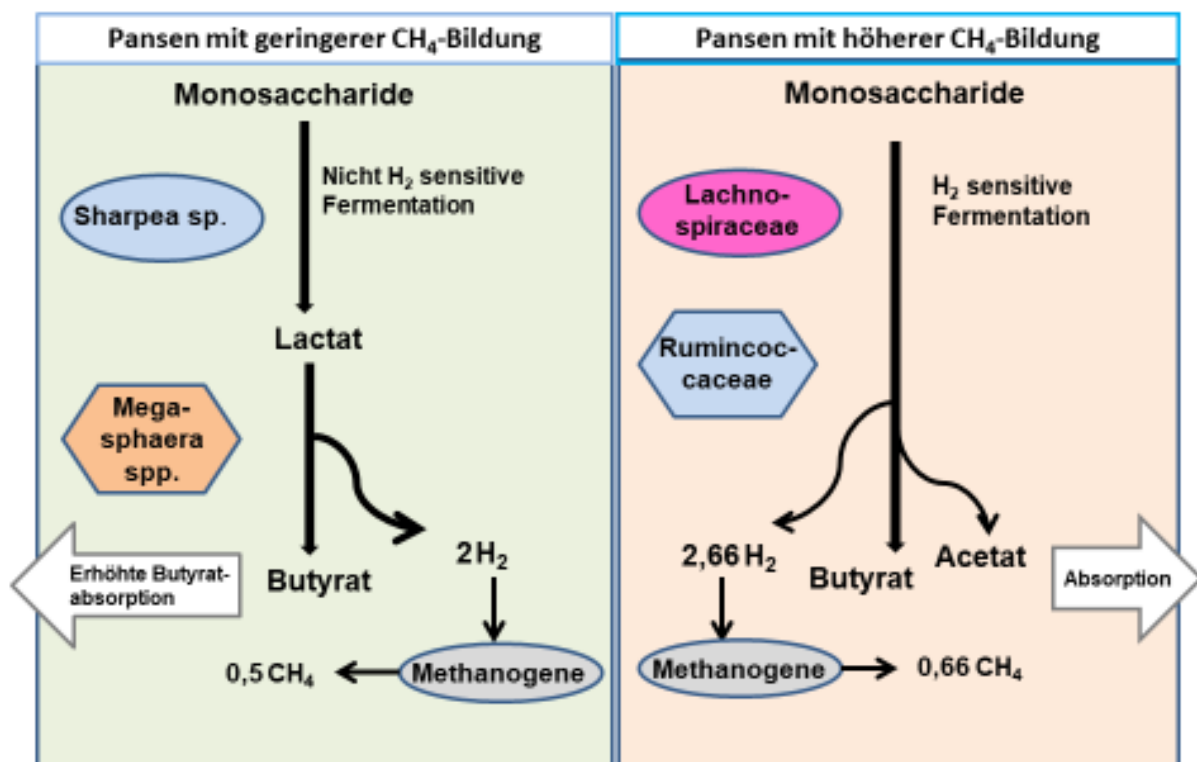 Pansen mit geringerer CH₄-Bildung
Monosaccharide
Nicht H₂ sensitive
Fermentation
Sharpea sp.
Lactat
Mega-
sphaera
spp.
Erhöhte Butyrat-
absorption
Butyrat
2H₂
0,5 CH₄
Methanogene
Pansen mit höherer CH₄-Bildung
Monosaccharide
Lachno-
spiraceae
H₂ sensitive
Fermentation
Rumincoc-
caceae
2,66 H₂
Butyrat
Acetat
Absorption
Methanogene
0,66 CH₄